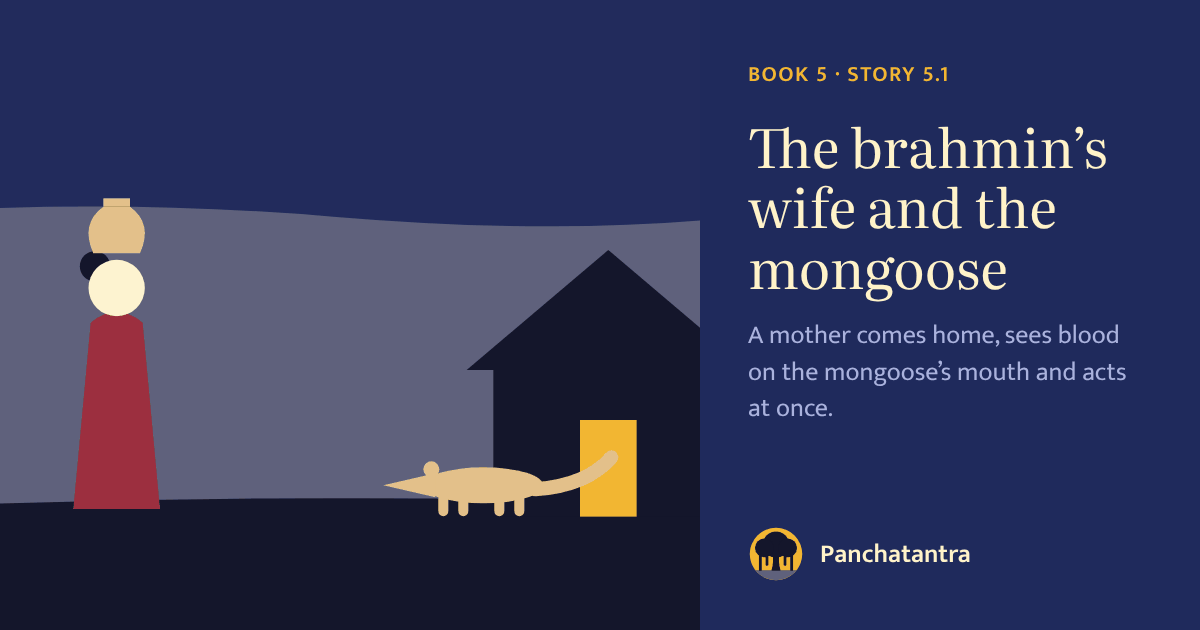 BOOK 5 · STORY 5.1
The brahmin’s
wife and the
mongoose
A mother comes home, sees blood
on the mongoose’s mouth and acts
at once.
Panchatantra